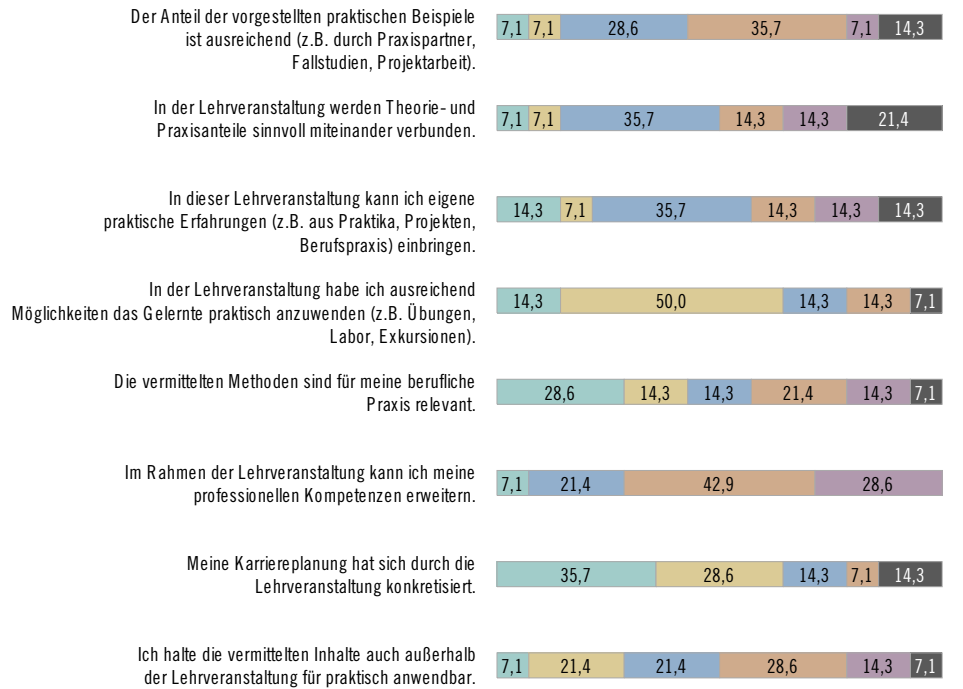 Der Anteil der vorgestellten praktischen Beispiele
ist ausreichend (z.B. durch Praxispartner,
Fallstudien, Projektarbeit).
7,1 7,1 28,6 35,7 7,1 14,3
In der Lehrveranstaltung werden Theorie- und
Praxisanteile sinnvoll miteinander verbunden.
7,1 7,1 35,7 14,3 14,3 21,4
In dieser Lehrveranstaltung kann ich eigene
praktische Erfahrungen (z.B. aus Praktika, Projekten,
Berufspraxis) einbringen.
14,3 7,1 35,7 14,3 14,3 14,3
In der Lehrveranstaltung habe ich ausreichend
Möglichkeiten das Gelernte praktisch anzuwenden (z.B. Übungen,
Labor, Exkursionen).
14,3 50,0 14,3 14,3 7,1
Die vermittelten Methoden sind für meine berufliche
Praxis relevant.
28,6 14,3 14,3 21,4 14,3 7,1
Im Rahmen der Lehrveranstaltung kann ich meine
professionellen Kompetenzen erweitern.
7,1 21,4 42,9 28,6
Meine Karriereplanung hat sich durch die
Lehrveranstaltung konkretisiert.
35,7 28,6 14,3 7,1 14,3
Ich halte die vermittelten Inhalte auch außerhalb
der Lehrveranstaltung für praktisch anwendbar.
7,1 21,4 21,4 28,6 14,3 7,1